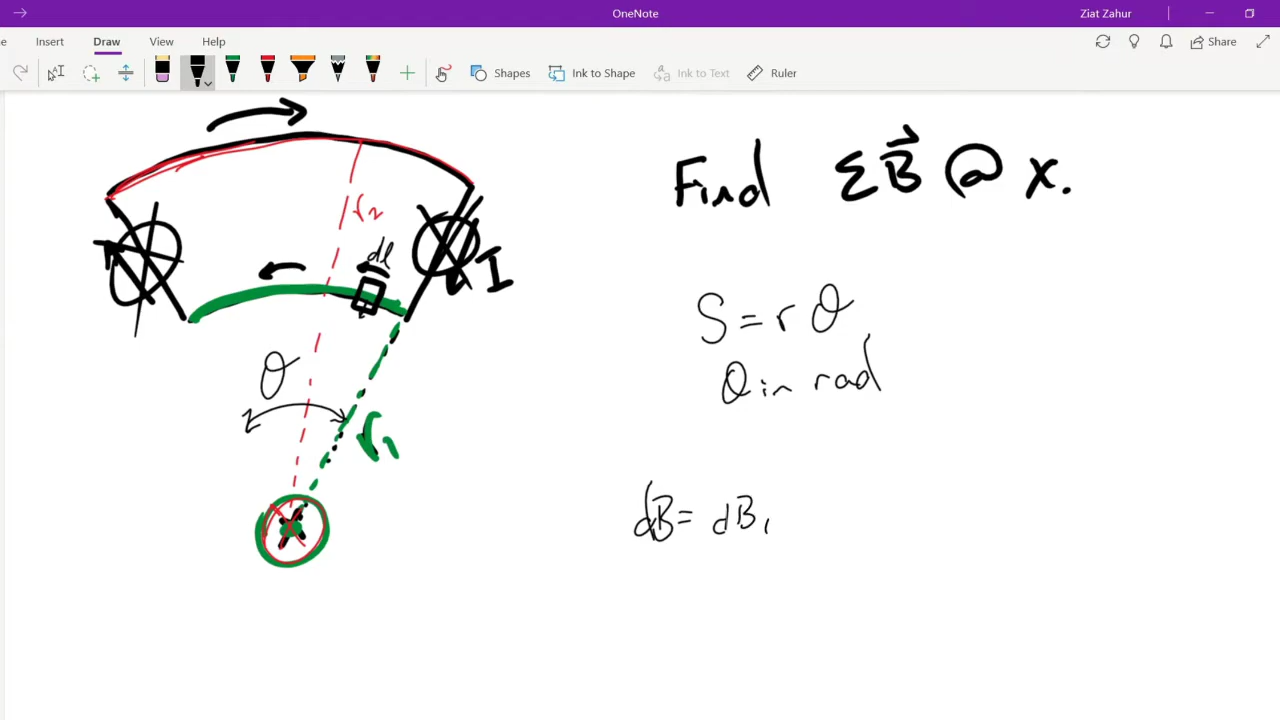 OneNote
Ziat Zahur
Insert Draw View Help
Share
Shapes
Ink to Shape
Ink to Text
Ruler
Find ΣB⃗ @ x.
r₂
dl
I
S = rθ
θ in rad
θ
r₁
dB = dB₁